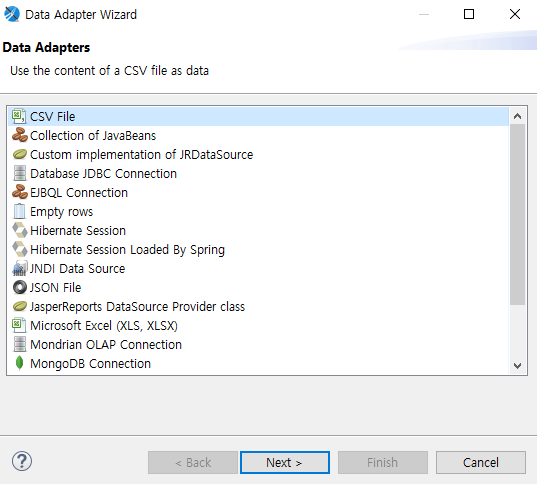 Data Adapter Wizard
Data Adapters
Use the content of a CSV file as data
CSV File
Collection of JavaBeans
Custom implementation of JRDataSource
Database JDBC Connection
EJBQL Connection
Empty rows
Hibernate Session
Hibernate Session Loaded By Spring
JNDI Data Source
JSON File
JasperReports DataSource Provider class
Microsoft Excel (XLS, XLSX)
Mondrian OLAP Connection
MongoDB Connection
? < Back Next > Finish Cancel